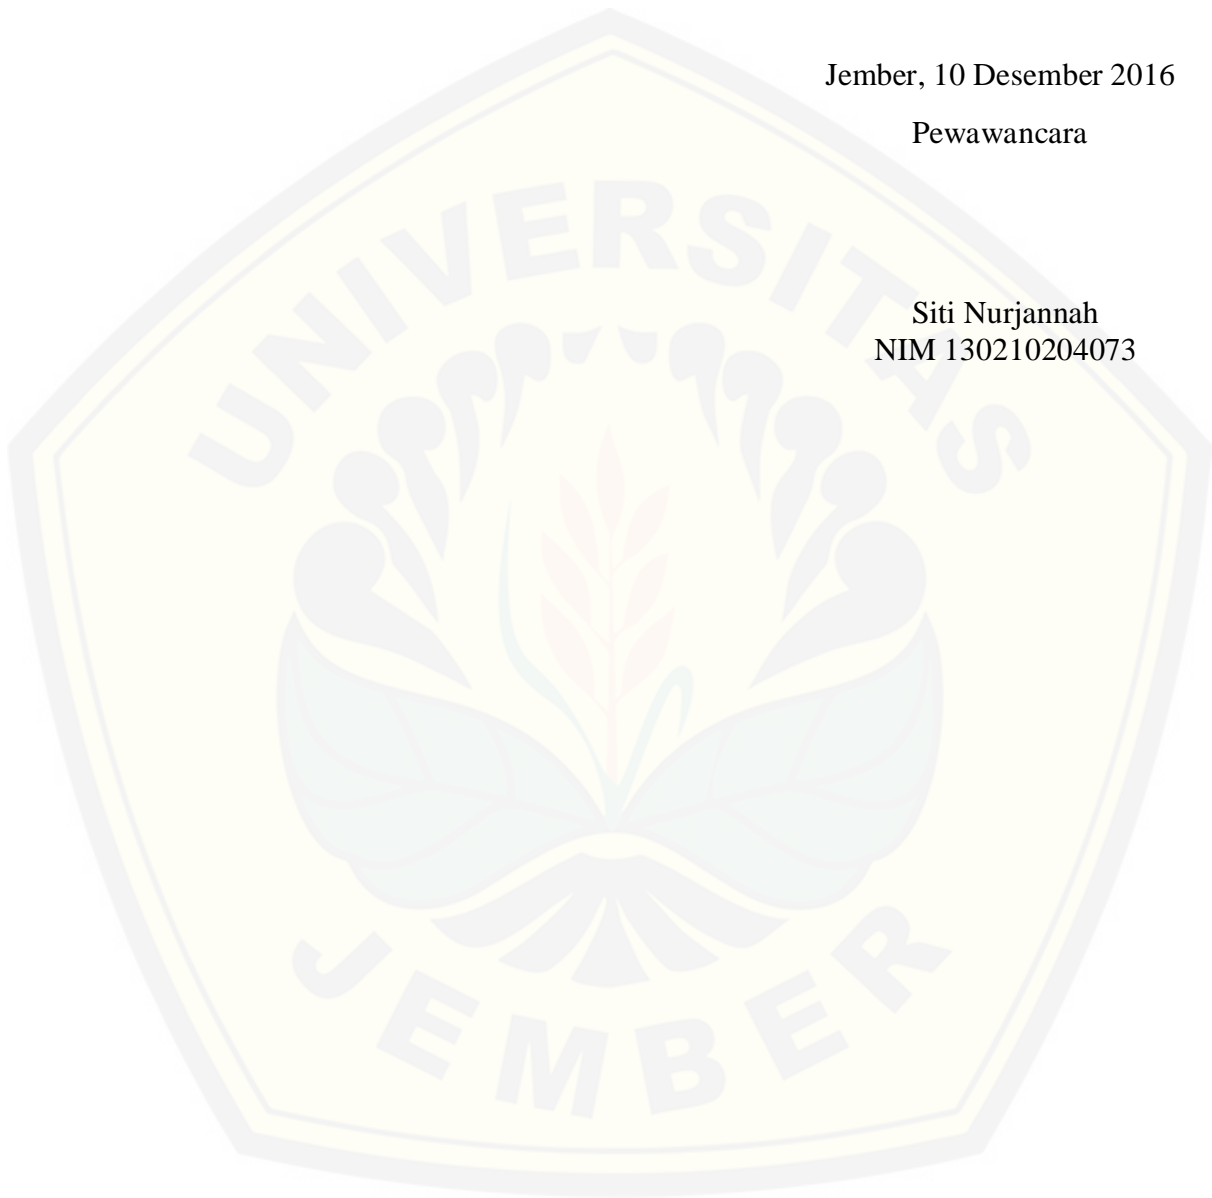 Jember, 10 Desember 2016
Pewawancara
UNIVERSITAS
Siti Nurjannah
NIM 130210204073
JEMBER